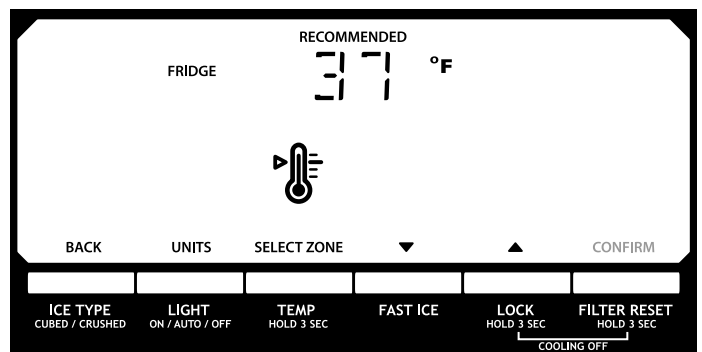 RECOMMENDED
FRIDGE 37 °F
BACK UNITS SELECT ZONE CONFIRM
ICE TYPE LIGHT TEMP FAST ICE LOCK FILTER RESET
CUBED / CRUSHED ON / AUTO / OFF HOLD 3 SEC HOLD 3 SEC HOLD 3 SEC
COOLING OFF